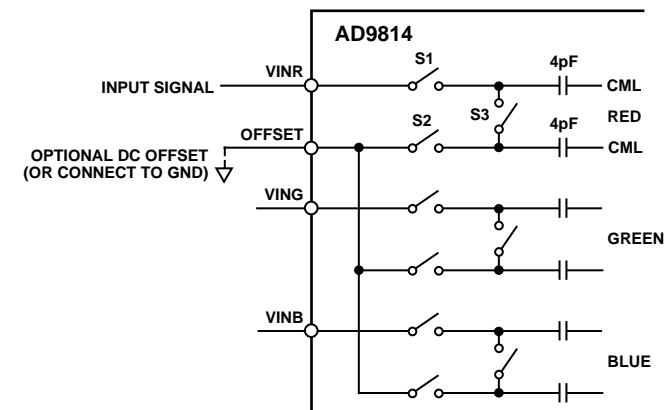 AD9814
S1
4pF
VINR
INPUT SIGNAL
CML
S3
RED
S2
4pF
OFFSET
CML
OPTIONAL DC OFFSET
(OR CONNECT TO GND)
VING
GREEN
VINB
BLUE